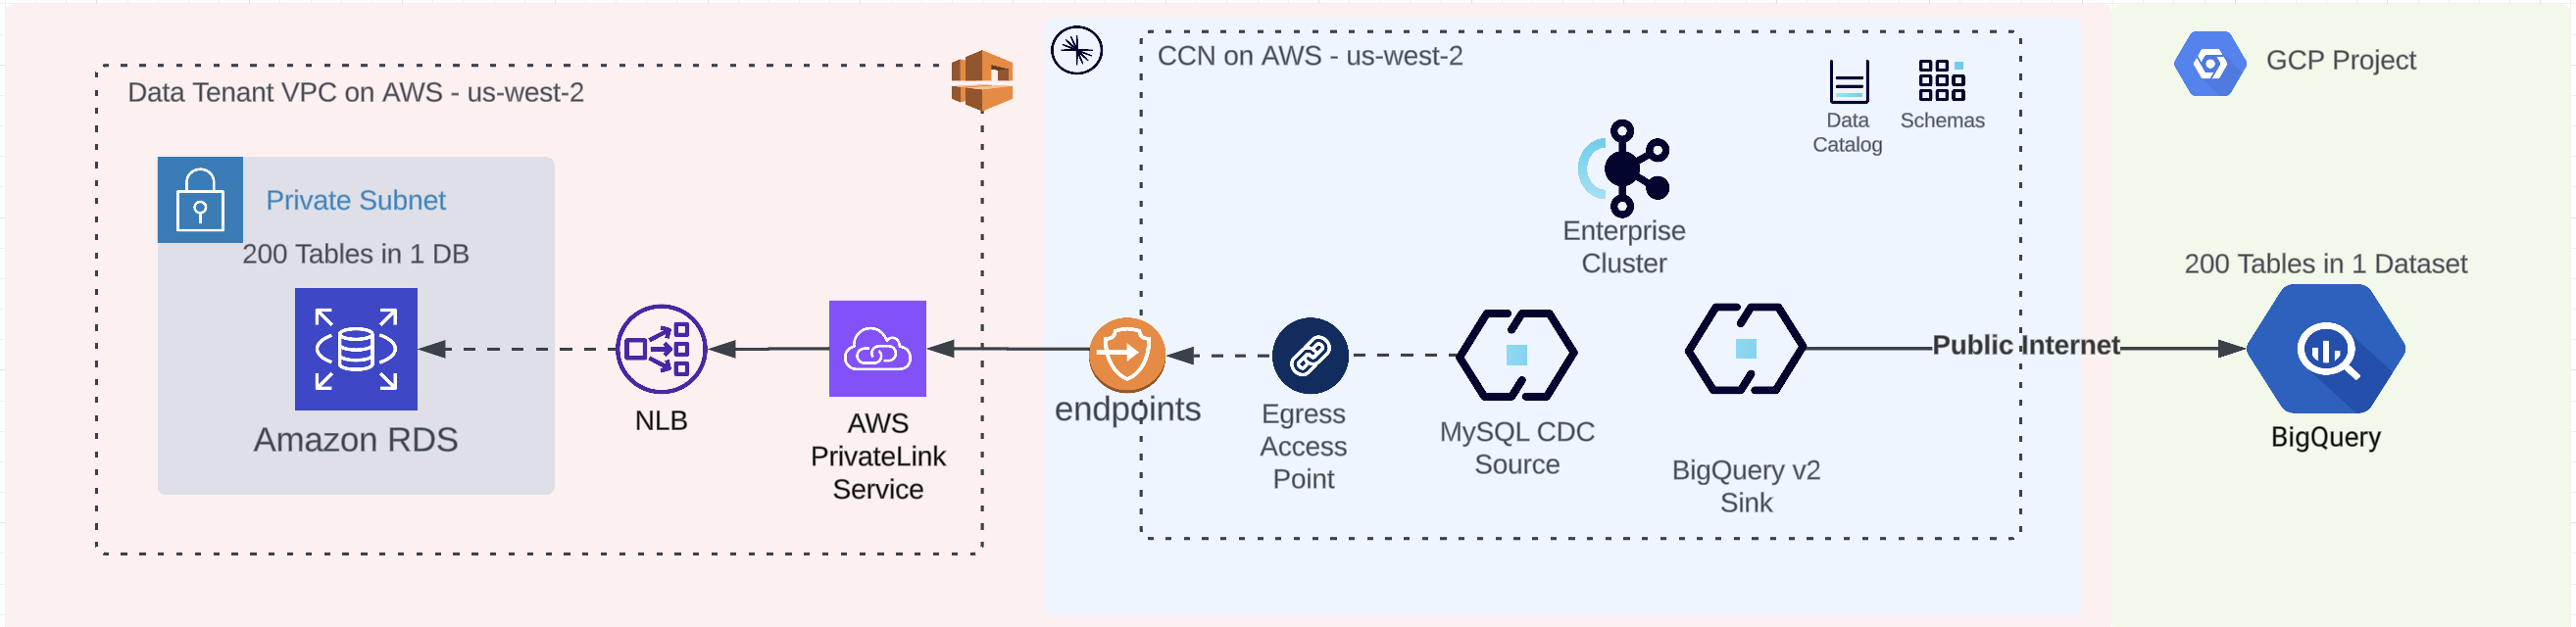 Data Tenant VPC on AWS - us-west-2
Private Subnet
200 Tables in 1 DB
Amazon RDS
NLB
AWS
PrivateLink
Service
CCN on AWS - us-west-2
Data
Catalog
Schemas
Enterprise
Cluster
endpoints
Egress
Access
Point
MySQL CDC
Source
BigQuery v2
Sink
Public Internet
GCP Project
200 Tables in 1 Dataset
BigQuery